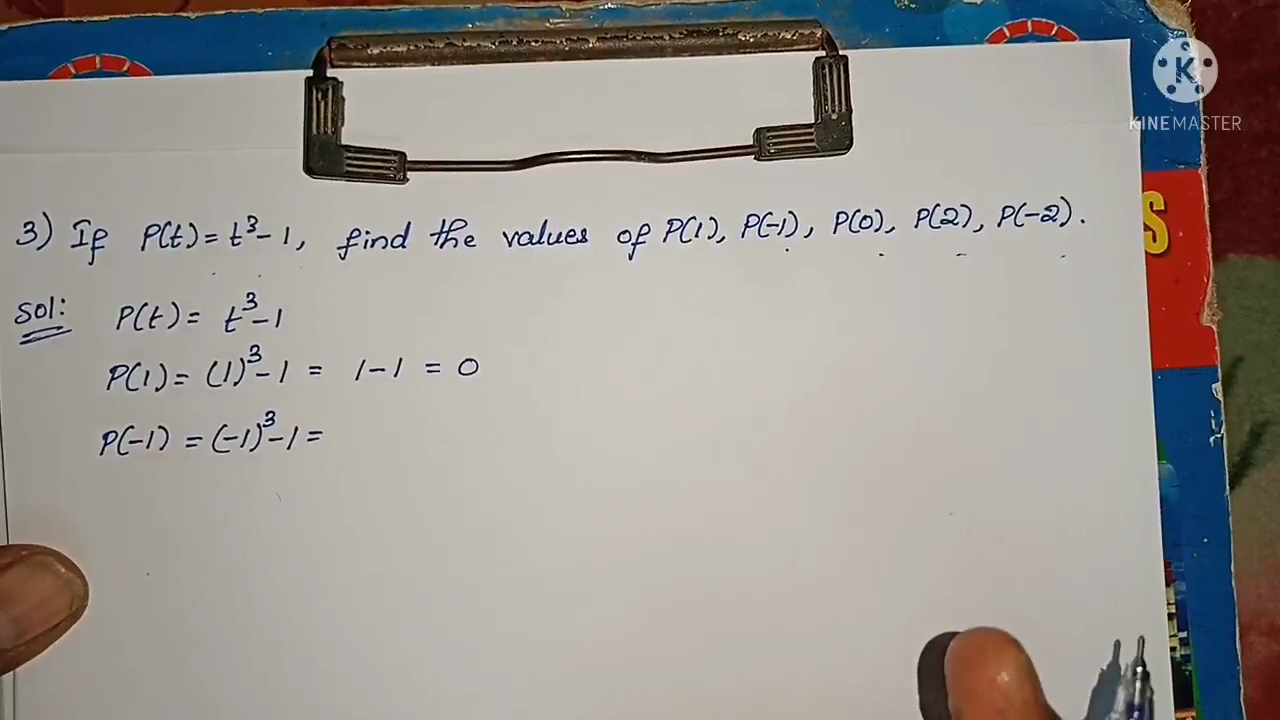 KINEMASTER
3) If P(t) = t³-1, find the values of P(1), P(-1), P(0), P(2), P(-2).
Sol:
P(t) = t³-1
P(1) = (1)³-1 = 1-1 = 0
P(-1) = (-1)³-1 =
S